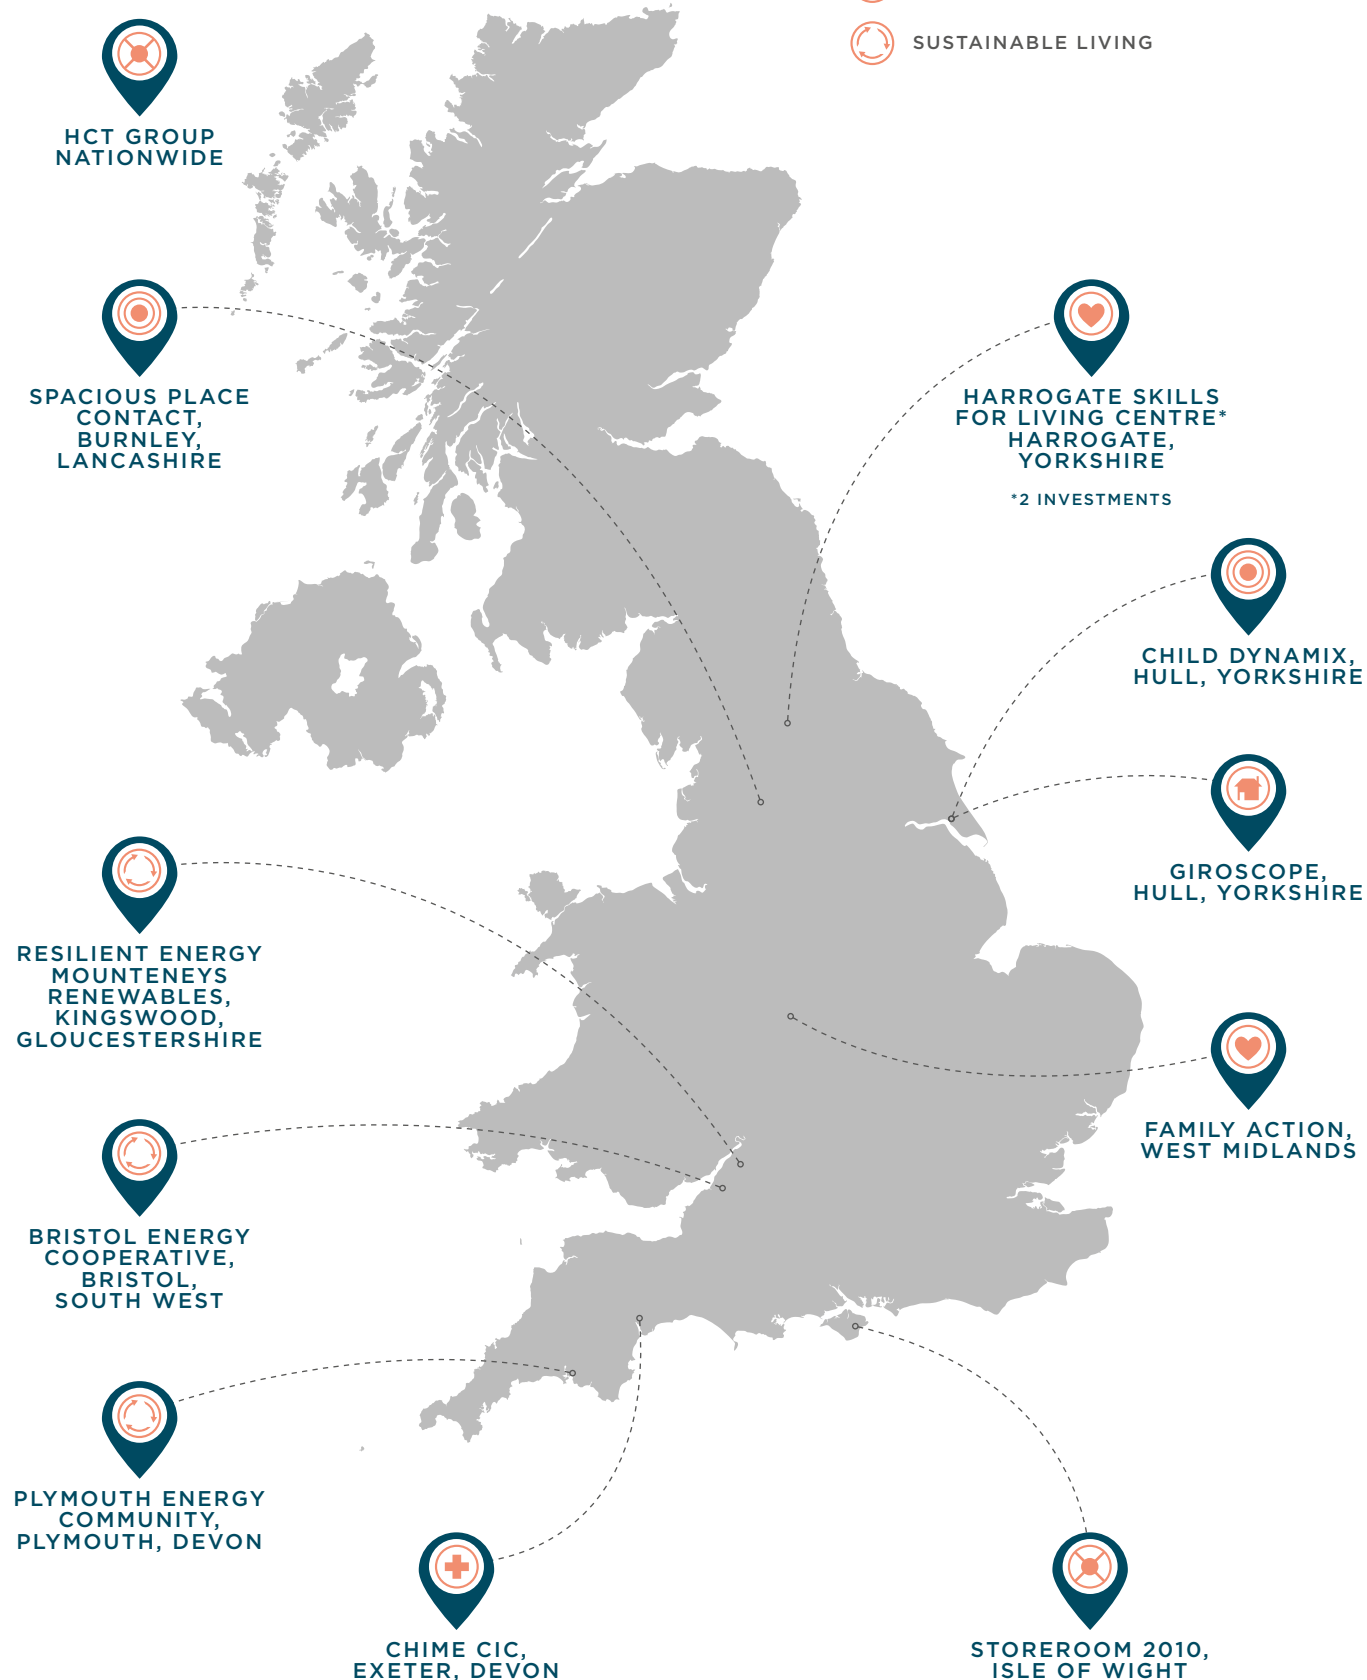 SUSTAINABLE LIVING
HCT GROUP
NATIONWIDE
SPACIOUS PLACE
CONTACT,
BURNLEY,
LANCASHIRE
HARROGATE SKILLS
FOR LIVING CENTRE*
HARROGATE,
YORKSHIRE
*2 INVESTMENTS
CHILD DYNAMIX,
HULL, YORKSHIRE
GIROSCOPE,
HULL, YORKSHIRE
RESILIENT ENERGY
MOUNTENEYS
RENEWABLES,
KINGSWOOD,
GLOUCESTERSHIRE
FAMILY ACTION,
WEST MIDLANDS
BRISTOL ENERGY
COOPERATIVE,
BRISTOL,
SOUTH WEST
PLYMOUTH ENERGY
COMMUNITY,
PLYMOUTH, DEVON
CHIME CIC,
EXETER, DEVON
STOREROOM 2010,
ISLE OF WIGHT